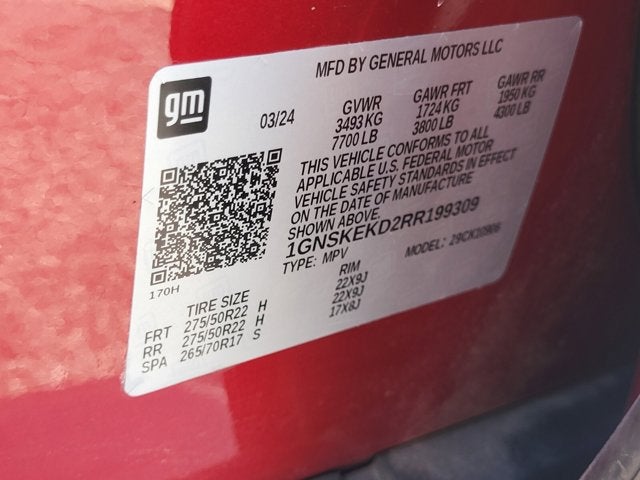 MFD BY GENERAL MOTORS LLC
gm
03/24
GVWR GAWR FRT GAWR RR
3493 KG 1724 KG 1950 KG
7700 LB 3800 LB 4300 LB
THIS VEHICLE CONFORMS TO ALL
APPLICABLE U.S. FEDERAL MOTOR
VEHICLE SAFETY STANDARDS IN EFFECT
ON THE DATE OF MANUFACTURE
SHOWN ABOVE.
1GNSKEKD2RR199309
TYPE: MPV MODEL:
170H
TIRE SIZE RIM
FRT 275/50R22 H 22X9J
RR 275/50R22 H 22X9J
SPA 265/70R17 S 17X8J